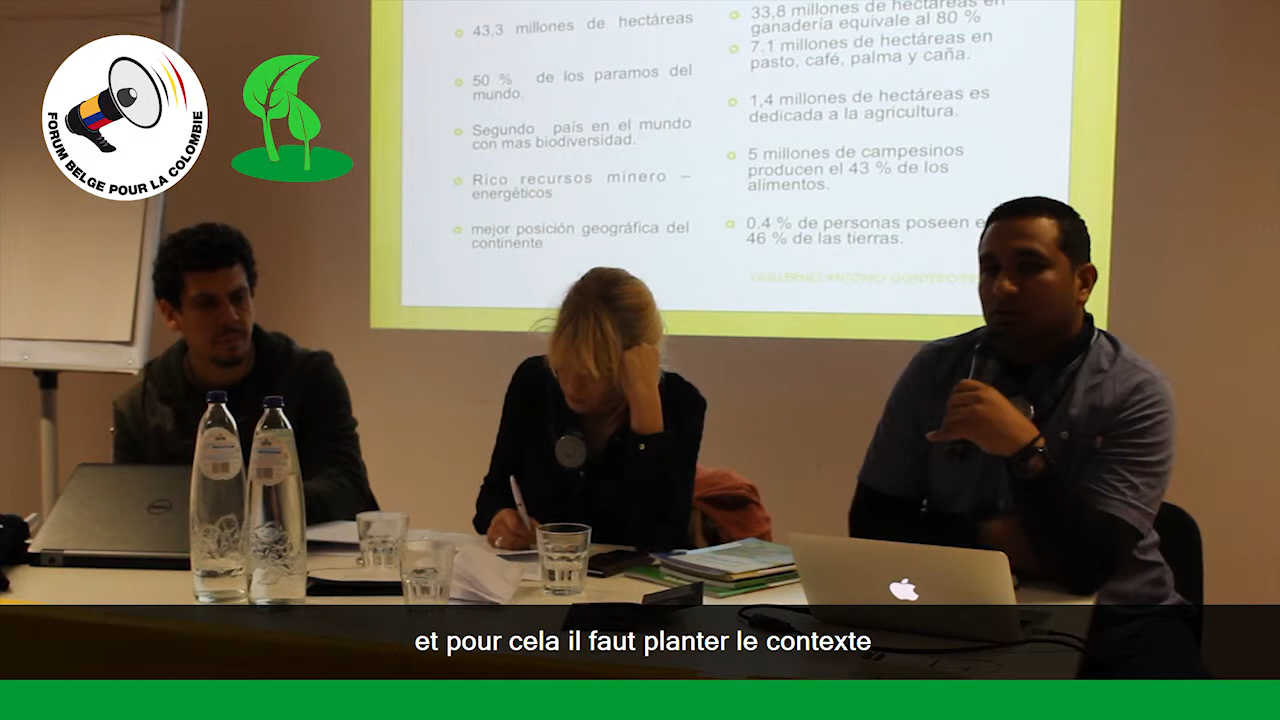 FORUM BELGE POUR LA COLOMBIE
43,3 millones de hectáreas
50 % de los paramos del
mundo.
Segundo país en el mundo
con mas biodiversidad.
Rico recursos minero –
energéticos
mejor posición geográfica del
continente
33,8 millones de hectáreas en
ganadería equivale al 80 %
7.1 millones de hectáreas en
pasto, café, palma y caña.
1,4 millones de hectáreas es
dedicada a la agricultura.
5 millones de campesinos
producen el 43 % de los
alimentos.
0.4 % de personas poseen
46 % de las tierras.
GUILLERMO ANTONIO QUINTERO
DELL
et pour cela il faut planter le contexte